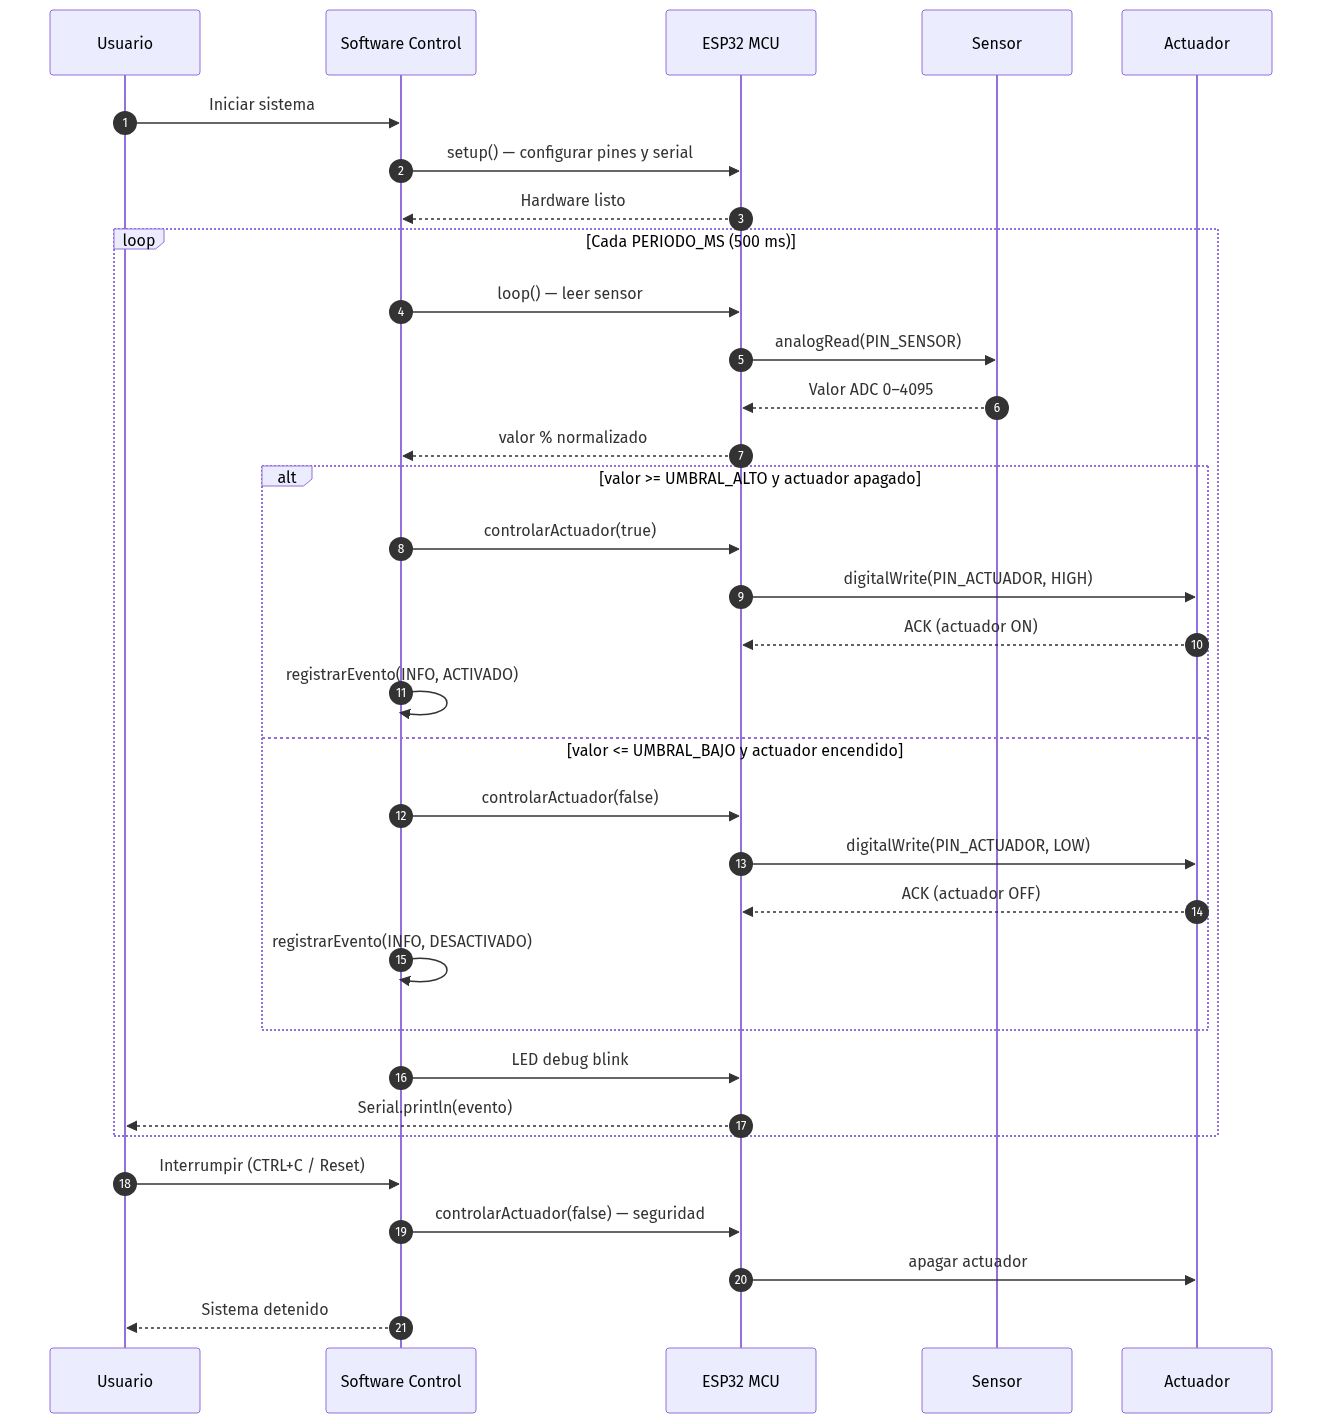 Usuario
Software Control
ESP32 MCU
Sensor
Actuador
Iniciar sistema
1
setup() — configurar pines y serial
2
Hardware listo
3
loop
[Cada PERIODO_MS (500 ms)]
loop() — leer sensor
4
analogRead(PIN_SENSOR)
5
Valor ADC 0–4095
6
valor % normalizado
7
alt
[valor >= UMBRAL_ALTO y actuador apagado]
controlarActuador(true)
8
digitalWrite(PIN_ACTUADOR, HIGH)
9
ACK (actuador ON)
10
registrarEvento(INFO, ACTIVADO)
11
[valor <= UMBRAL_BAJO y actuador encendido]
controlarActuador(false)
12
digitalWrite(PIN_ACTUADOR, LOW)
13
ACK (actuador OFF)
14
registrarEvento(INFO, DESACTIVADO)
15
LED debug blink
16
Serial.println(evento)
17
Interrumpir (CTRL+C / Reset)
18
controlarActuador(false) — seguridad
19
apagar actuador
20
Sistema detenido
21
Usuario
Software Control
ESP32 MCU
Sensor
Actuador